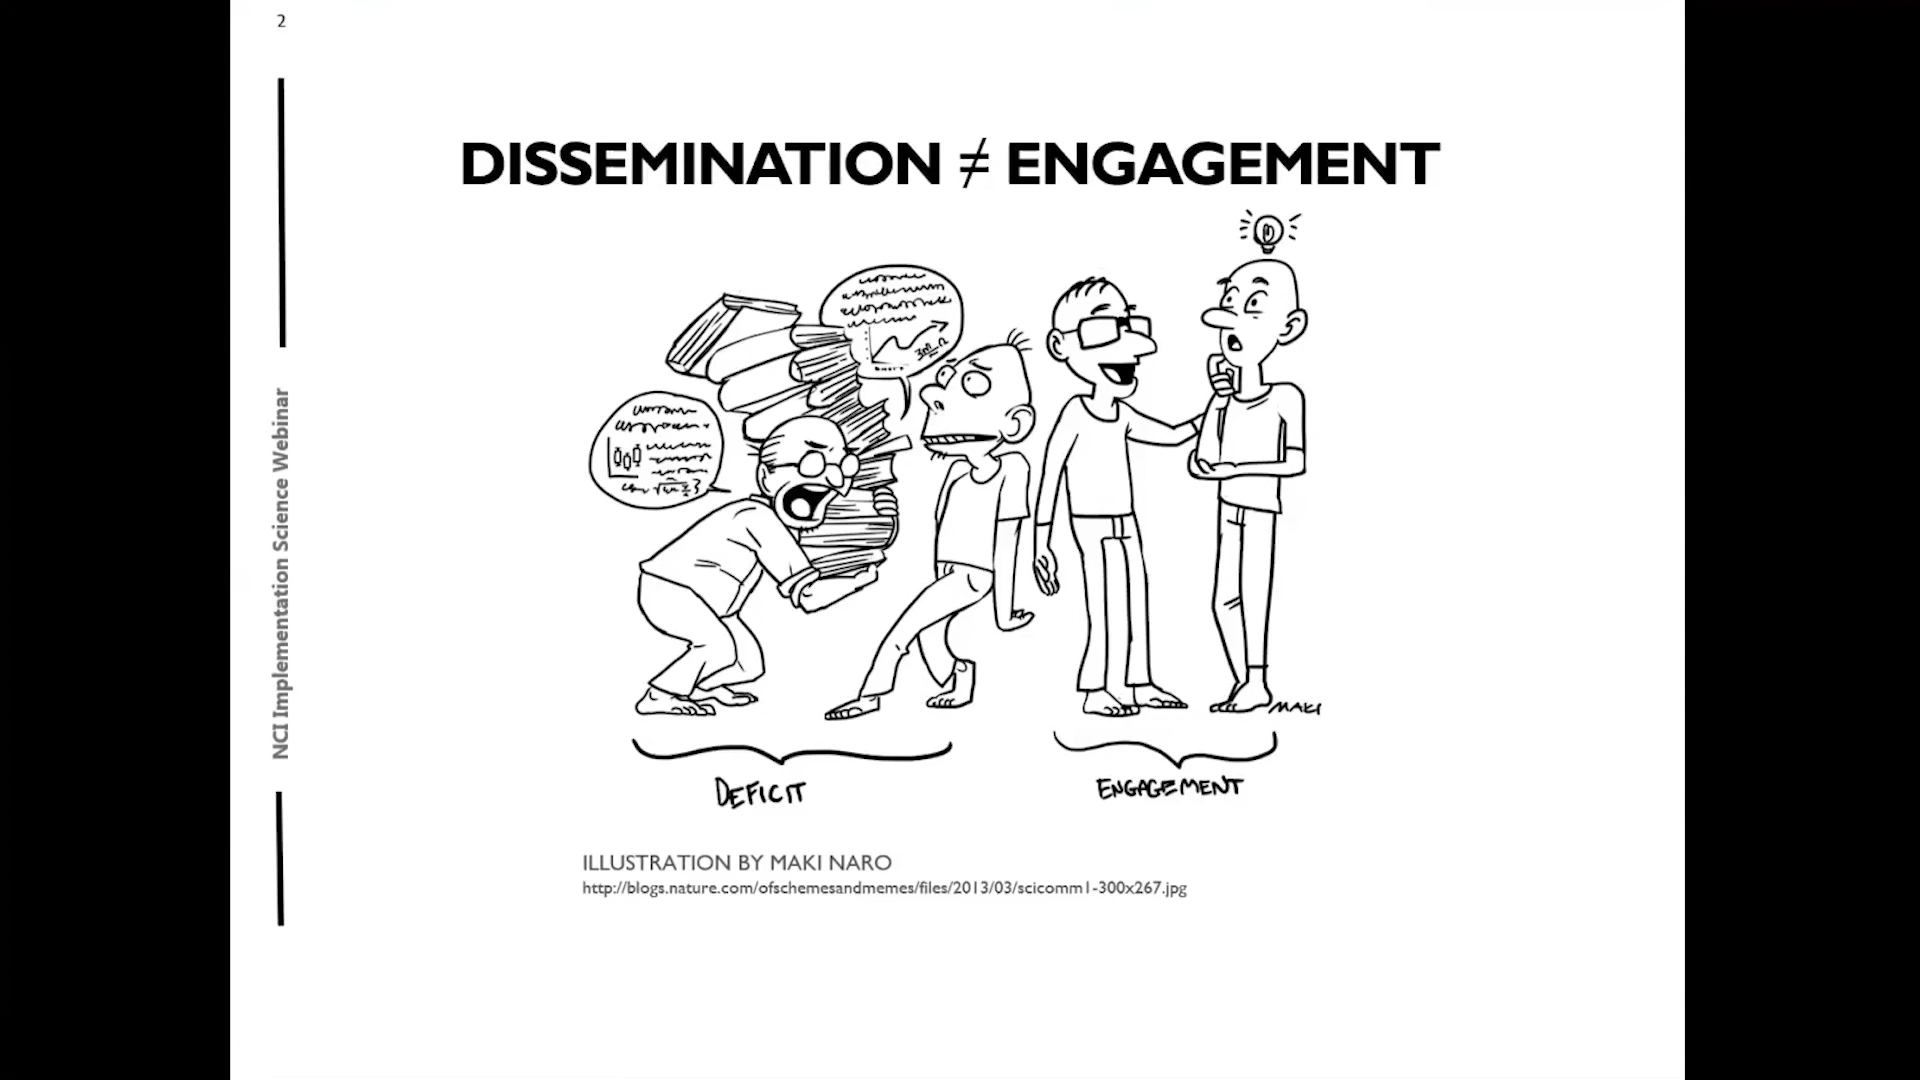 2
NCI Implementation Science Webinar
DISSEMINATION ≠ ENGAGEMENT
MAKI
DEFICIT
ENGAGEMENT
ILLUSTRATION BY MAKI NARO
http://blogs.nature.com/ofschemesandmemes/files/2013/03/scicomm1-300x267.jpg